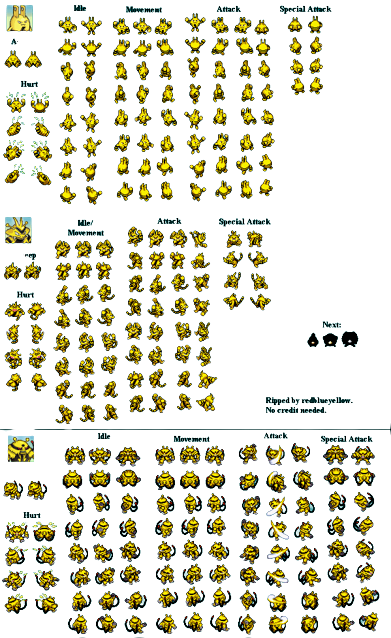 Idle Movement Attack Special Attack
A
Hurt
Idle/
Movement
Attack Special Attack
eep
Hurt
Next:
Ripped by redblueyellow.
No credit needed.
Idle Movement Attack Special Attack
Hurt